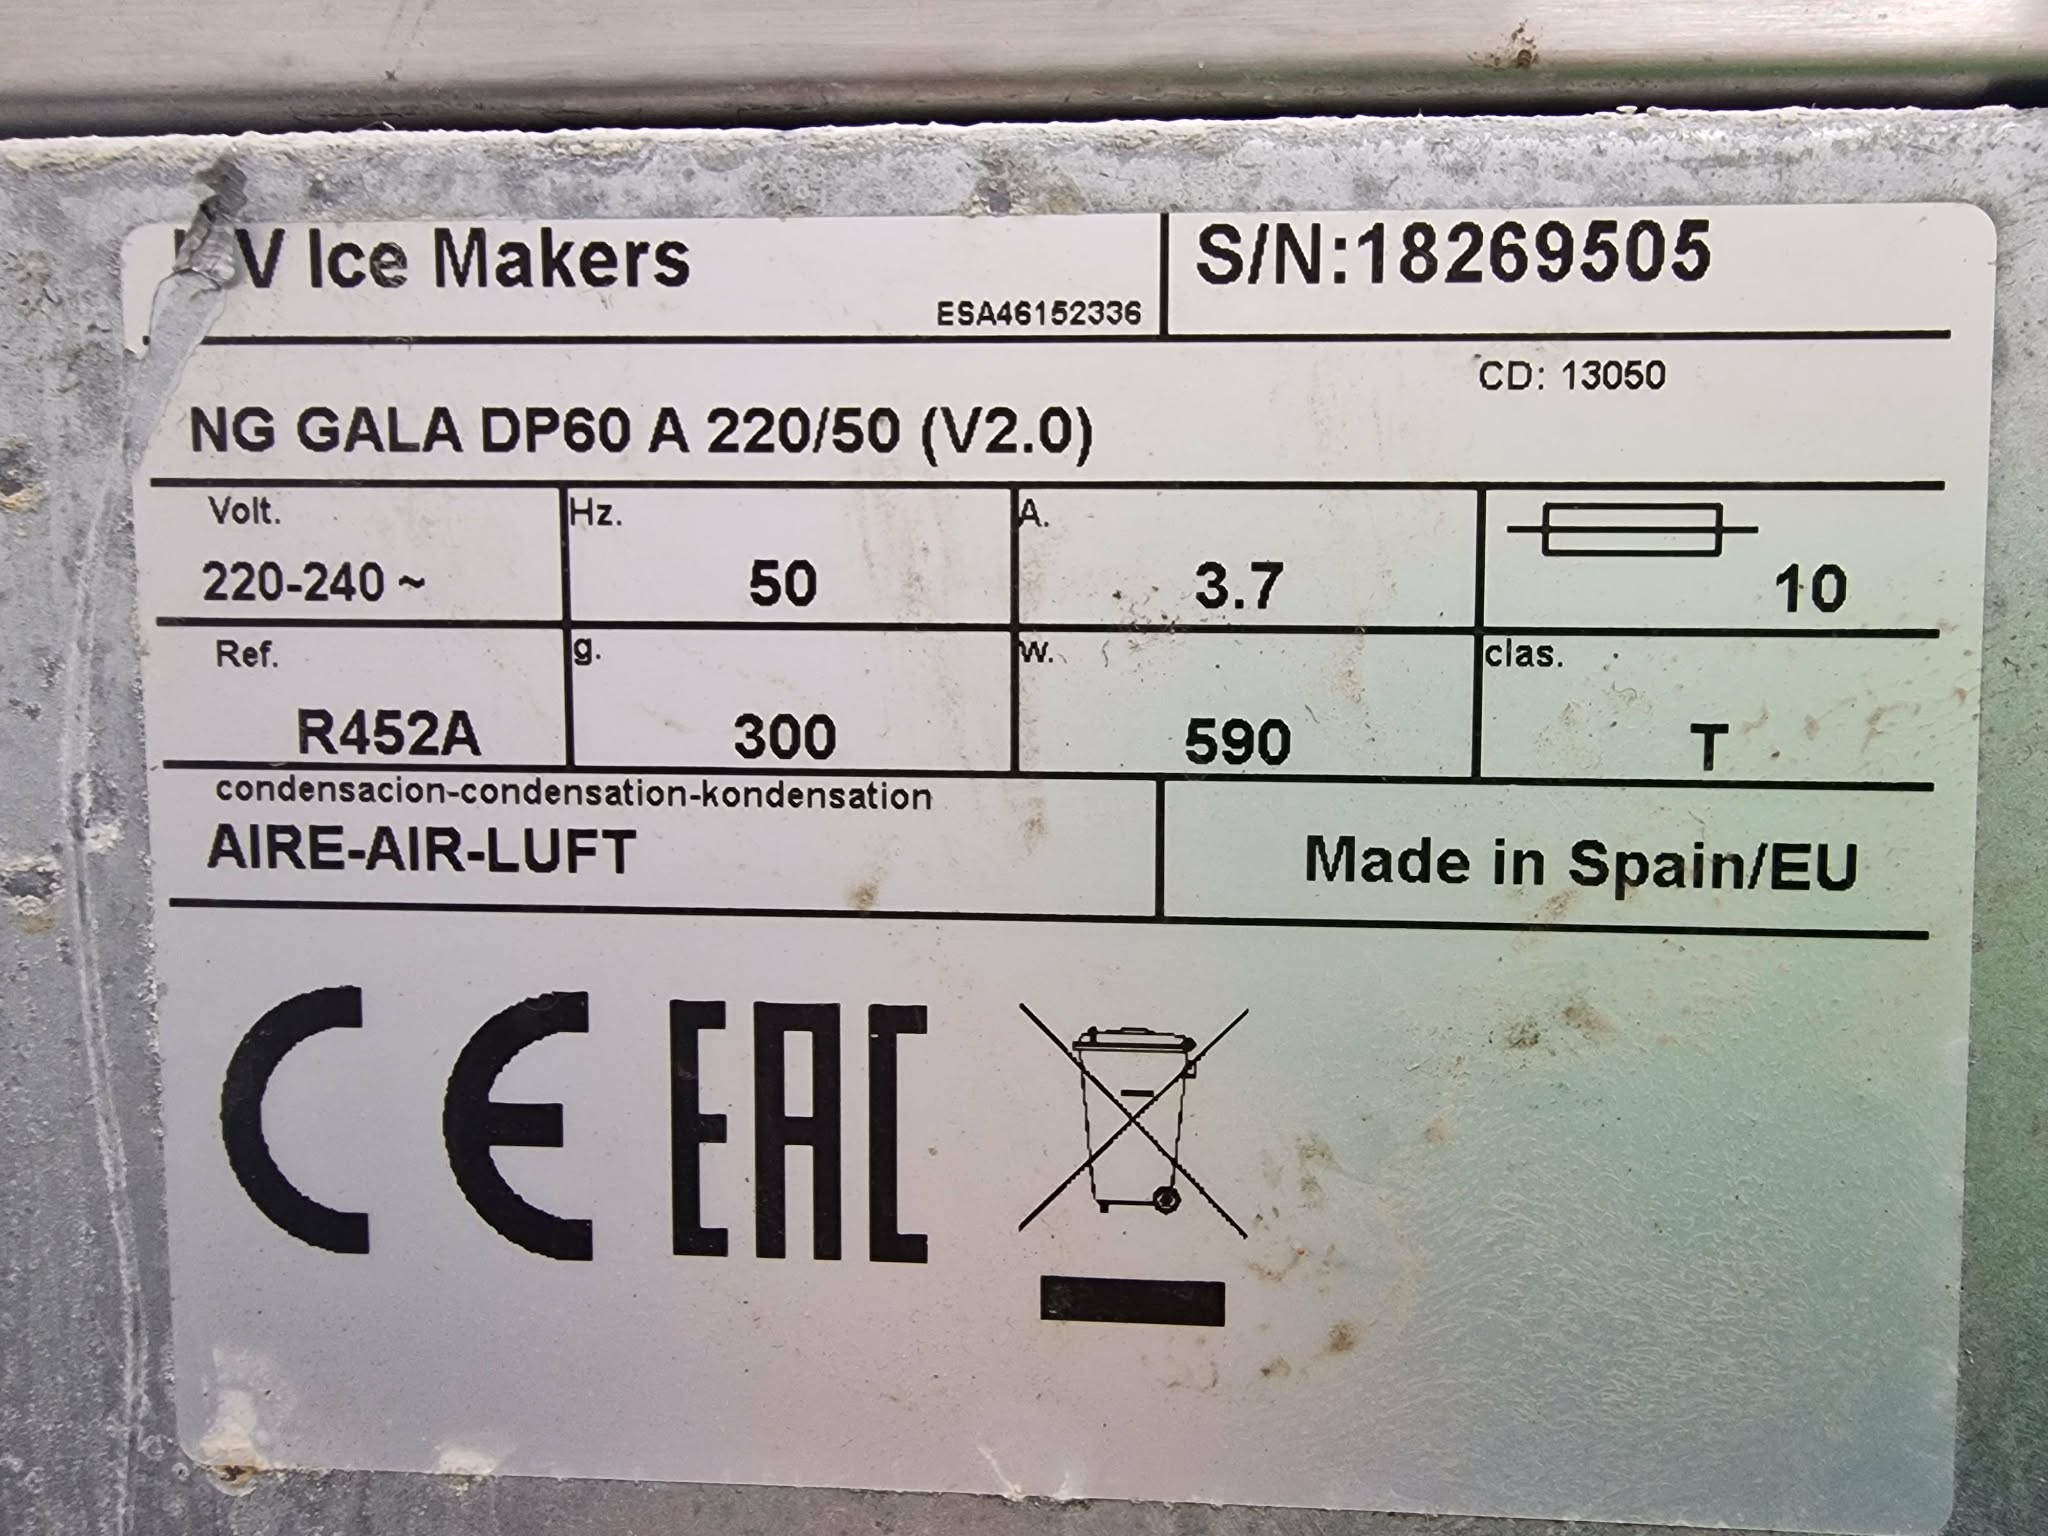 V Ice Makers
ESA46152336
S/N:18269505
CD: 13050
NG GALA DP60 A 220/50 (V2.0)
Volt. Hz. A.
220-240 ~ 50 3.7 10
Ref. g. w. clas.
R452A 300 590 T
condensacion-condensation-kondensation
AIRE-AIR-LUFT
Made in Spain/EU
CE EAC